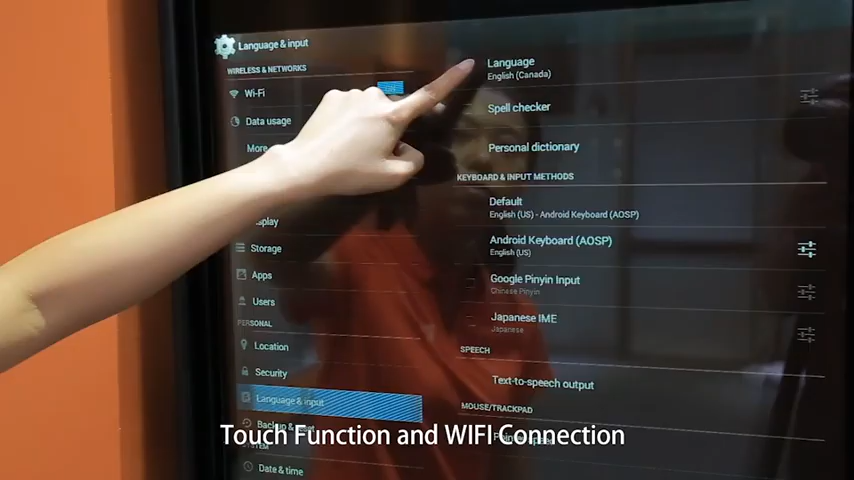 Language & input
WIRELESS & NETWORKS
Wi-Fi
Data usage
More
Storage
Apps
Users
PERSONAL
Location
Security
Language & input
Date & time
Language
English (Canada)
Spell checker
Personal dictionary
KEYBOARD & INPUT METHODS
Default
English (US) - Android Keyboard (AOSP)
Android Keyboard (AOSP)
English (US)
Google Pinyin Input
Chinese Pinyin
Japanese IME
Japanese
SPEECH
Text-to-speech output
MOUSE/TRACKPAD
Touch Function and WIFI Connection